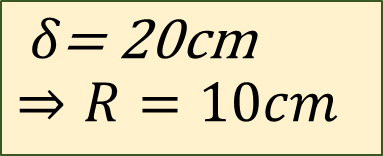 δ= 20cm
⇒ R = 10cm